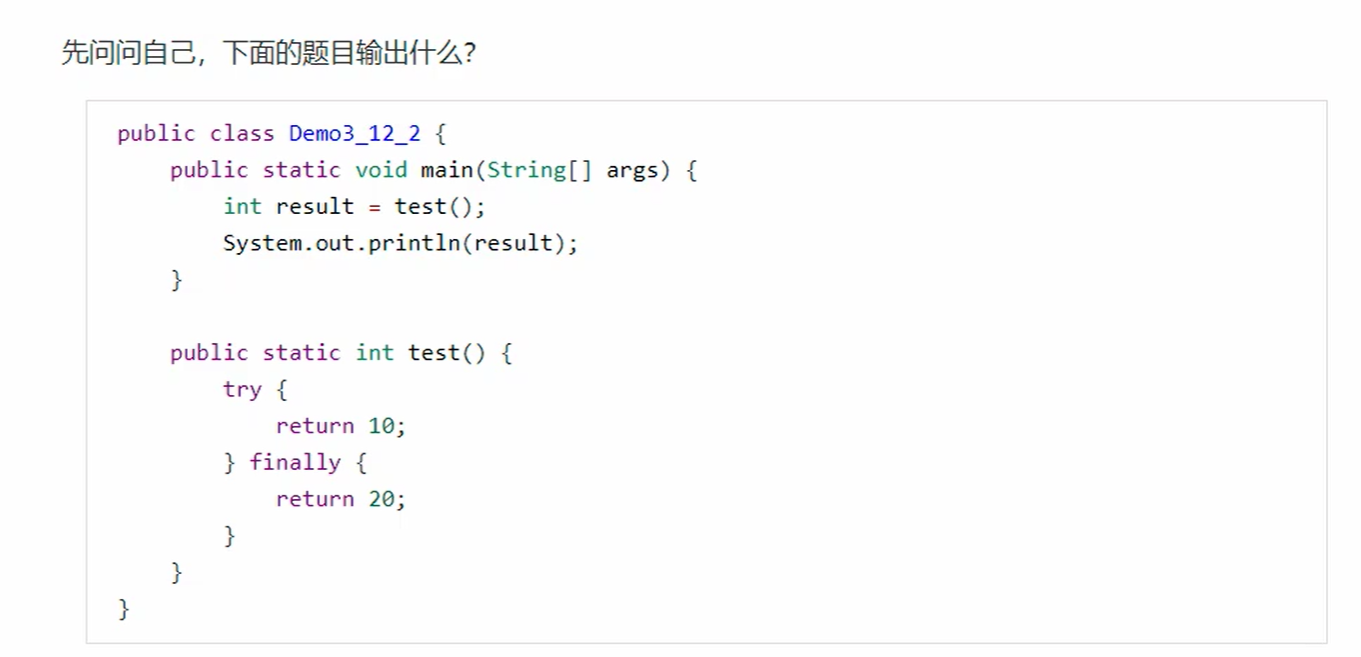 先问问自己，下面的题目输出什么？
public class Demo3_12_2 {
    public static void main(String[] args) {
        int result = test();
        System.out.println(result);
    }

    public static int test() {
        try {
            return 10;
        } finally {
            return 20;
        }
    }
}